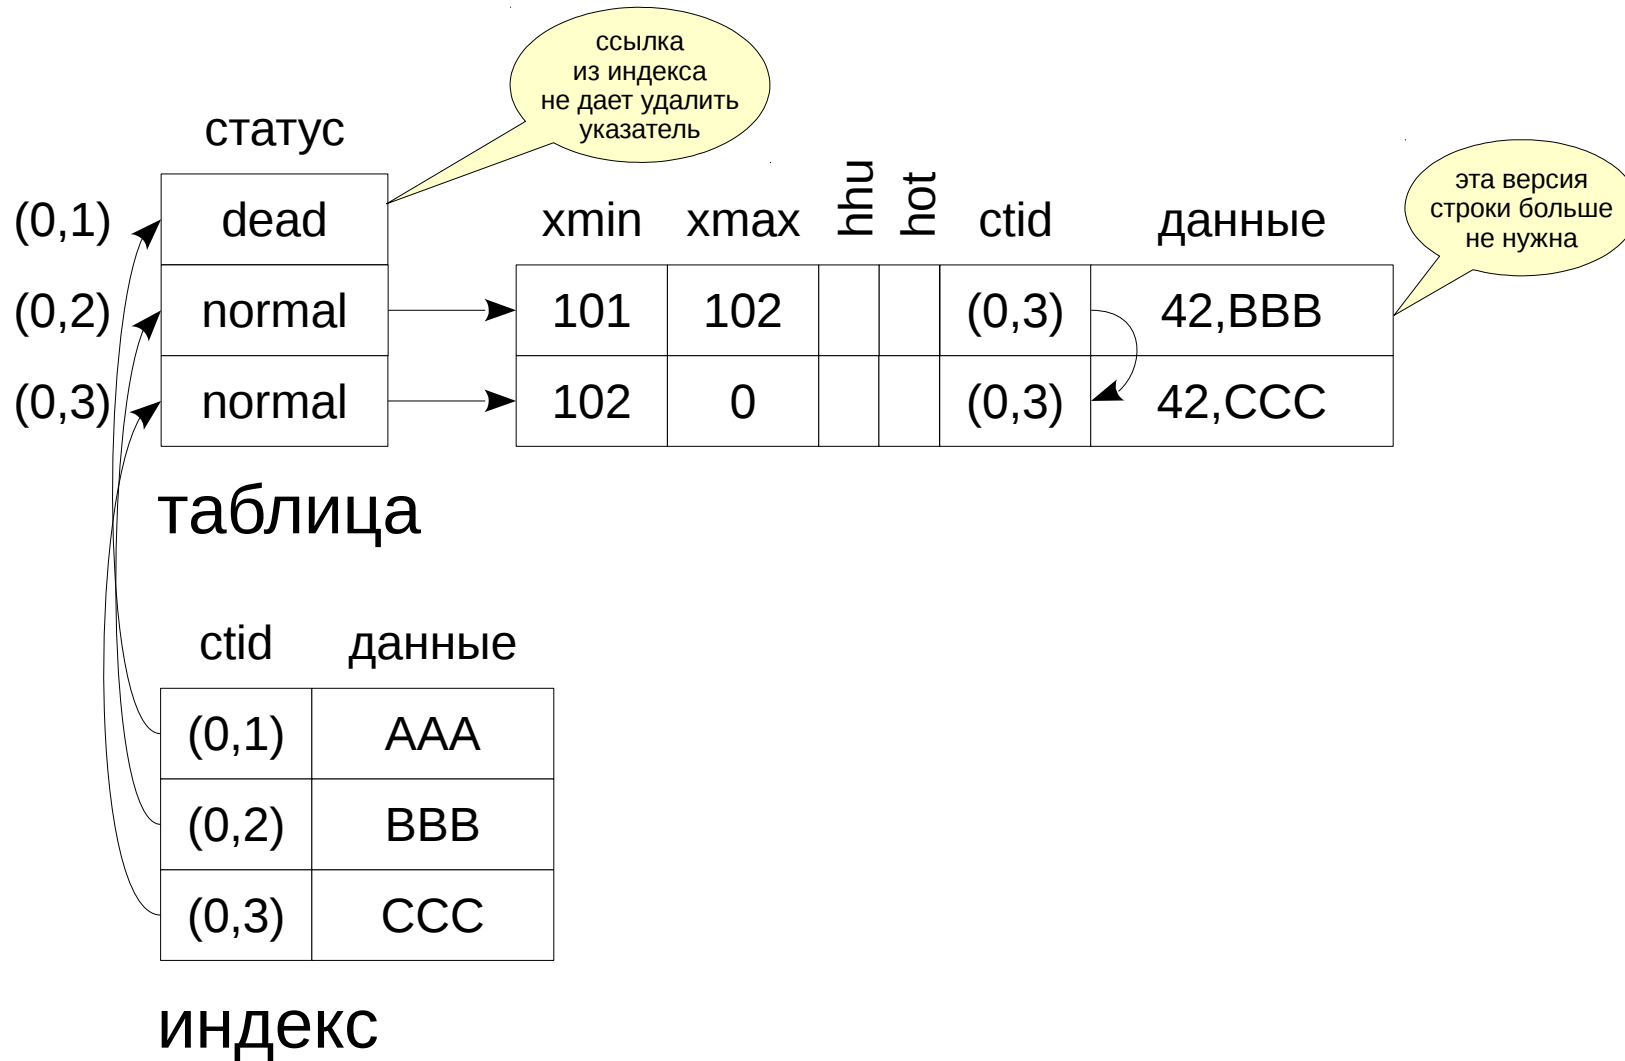 ссылка
из индекса
не дает удалить
указатель
статус
эта версия
строки больше
не нужна
xmin xmax hhu hot ctid данные
(0,1) dead
(0,2) normal 101 102 (0,3) 42,BBB
(0,3) normal 102 0 (0,3) 42,CCC
таблица
ctid данные
(0,1) AAA
(0,2) BBB
(0,3) CCC
индекс